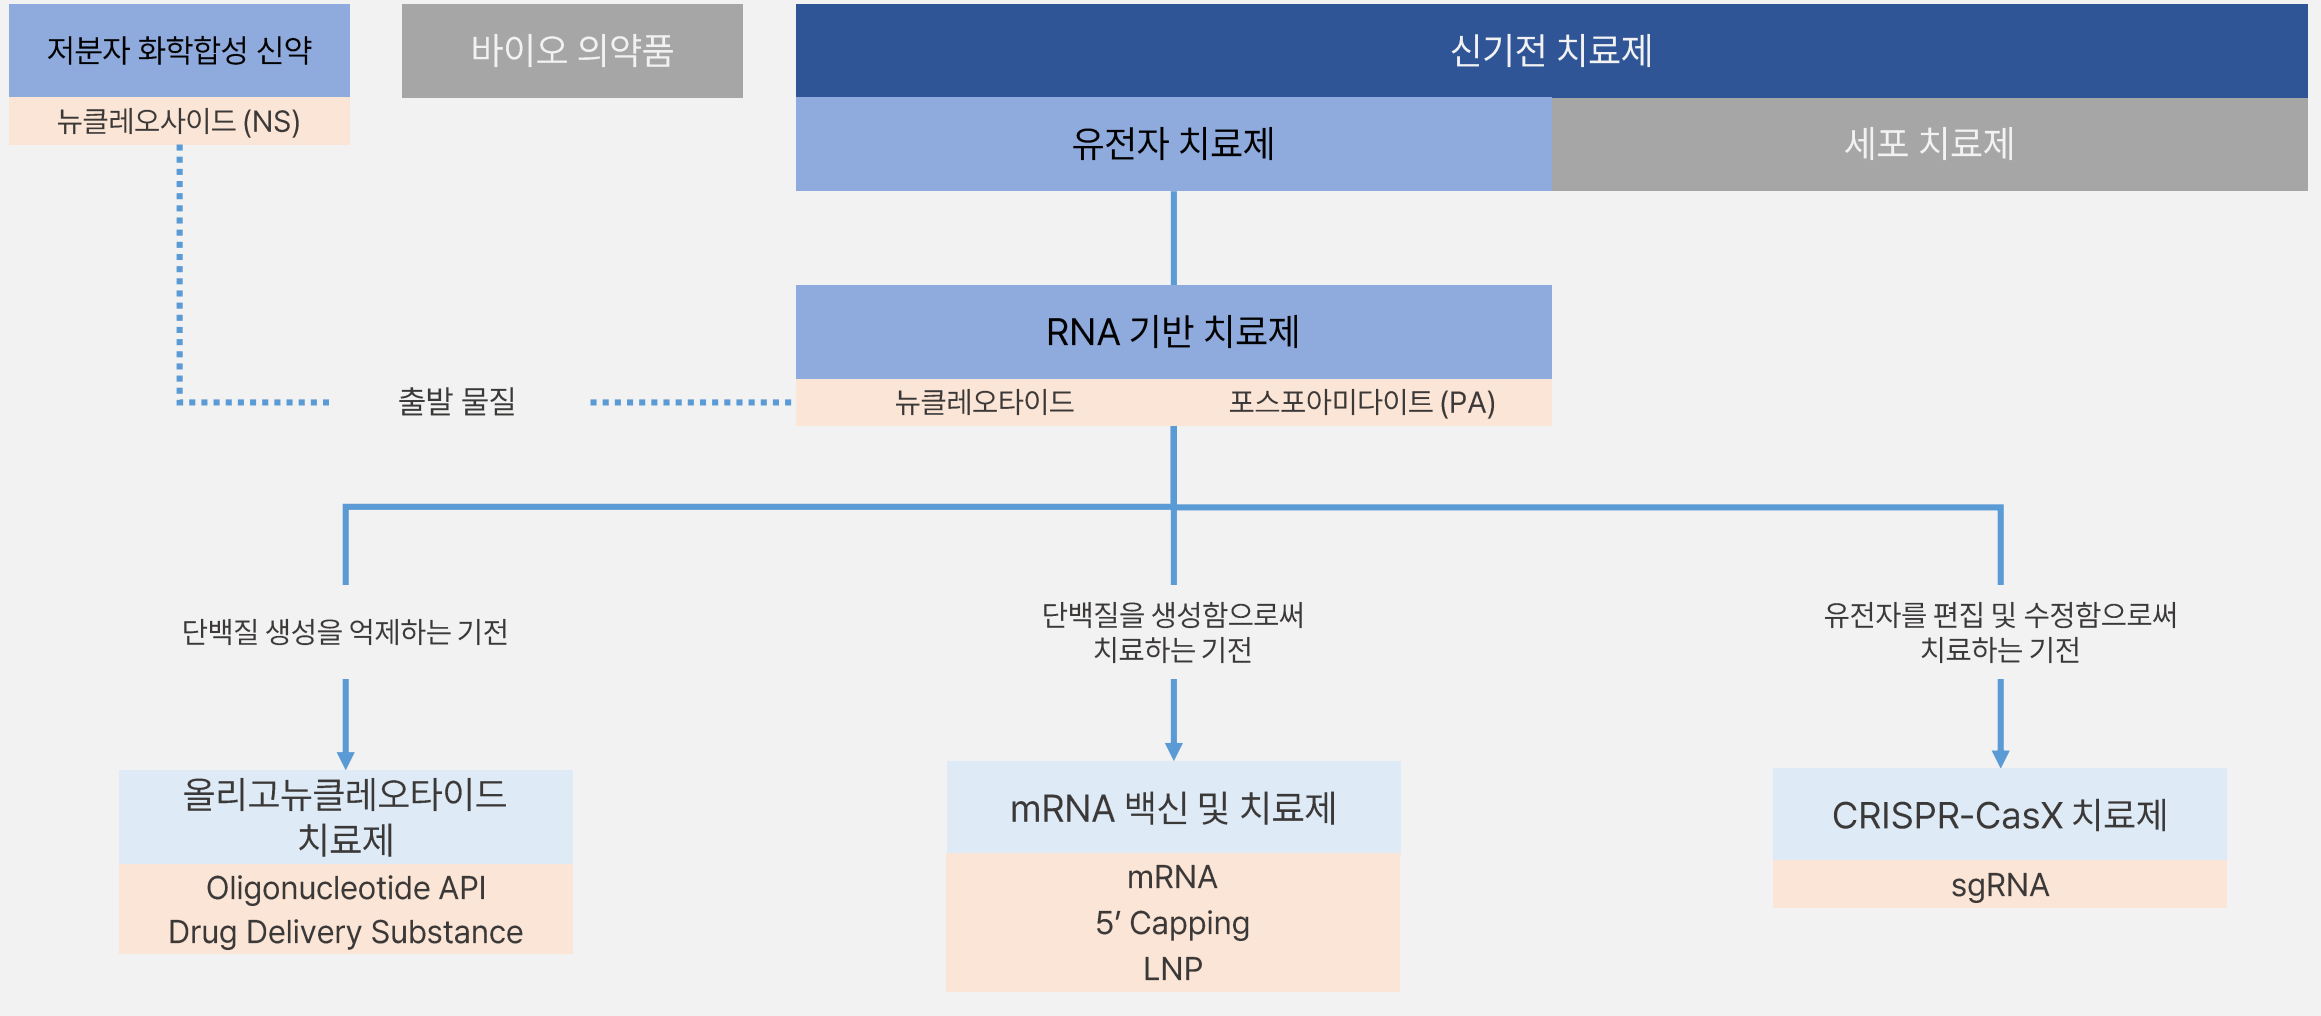 저분자 화학합성 신약
바이오 의약품
신기전 치료제
뉴클레오사이드 (NS)
유전자 치료제
세포 치료제
RNA 기반 치료제
출발 물질
뉴클레오타이드
포스포아미다이트 (PA)
단백질 생성을 억제하는 기전
단백질을 생성함으로써
치료하는 기전
유전자를 편집 및 수정함으로써
치료하는 기전
올리고뉴클레오타이드
치료제
Oligonucleotide API
Drug Delivery Substance
mRNA 백신 및 치료제
mRNA
5’ Capping
LNP
CRISPR-CasX 치료제
sgRNA